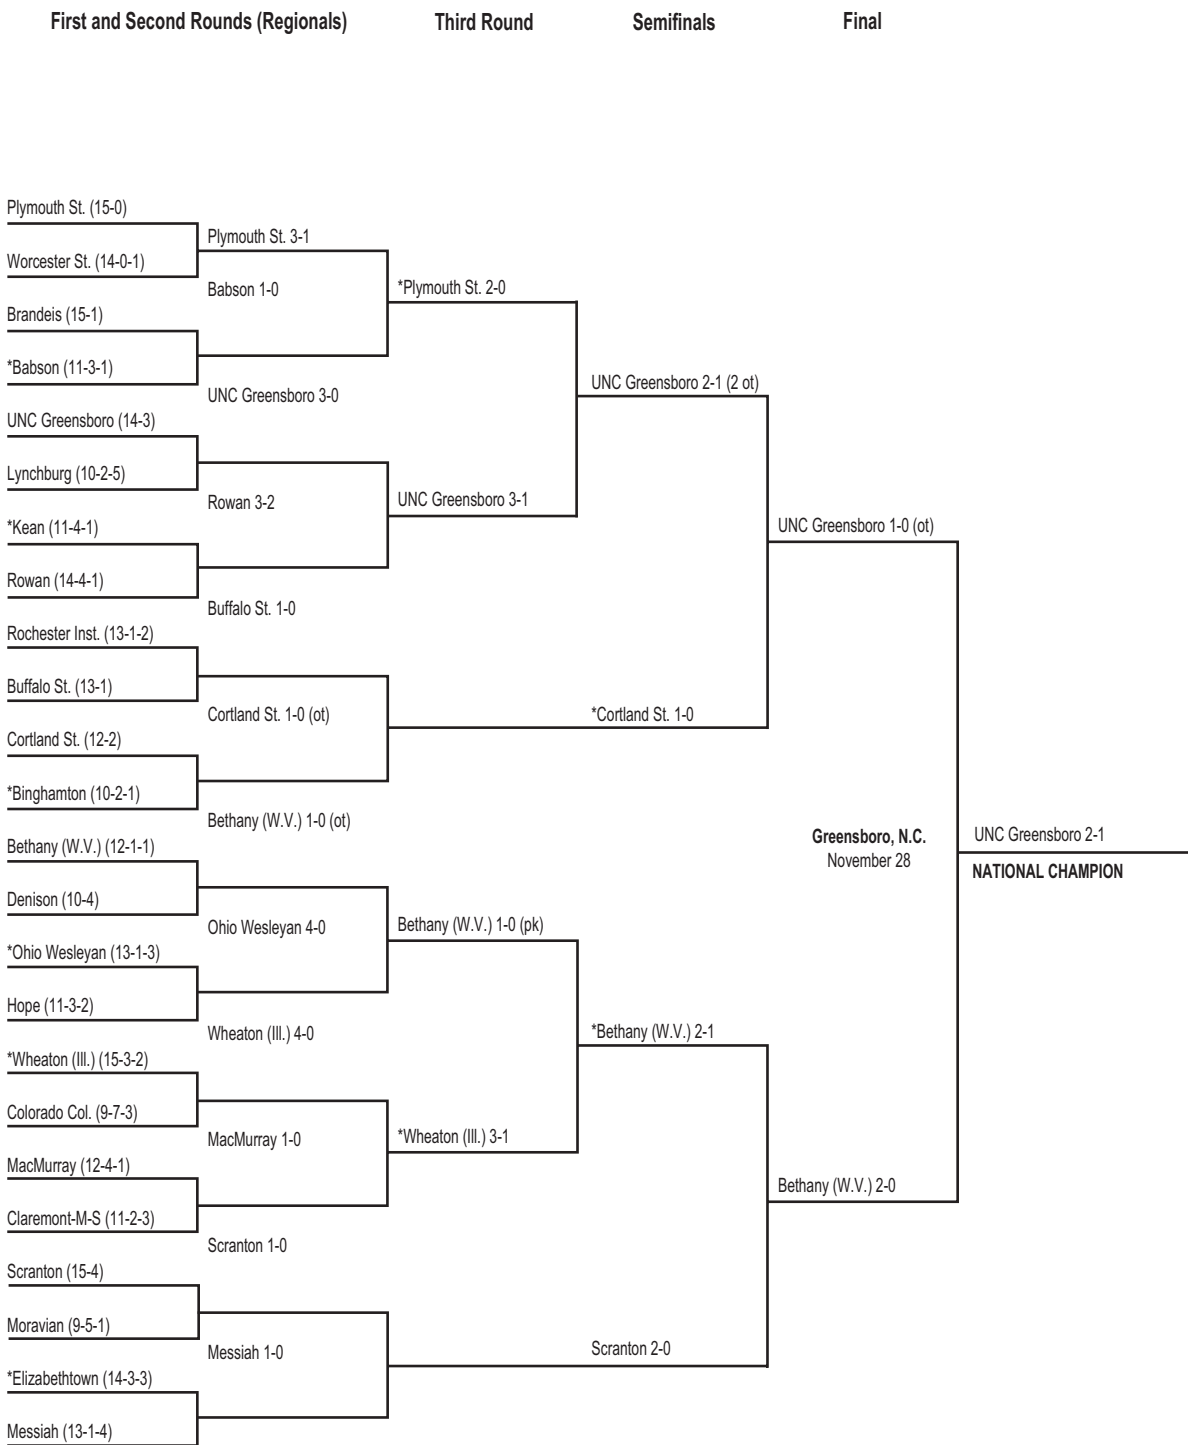 First and Second Rounds (Regionals)
Third Round
Semifinals
Final
Plymouth St. (15-0)
Worcester St. (14-0-1)
Brandeis (15-1)
*Babson (11-3-1)
UNC Greensboro (14-3)
Lynchburg (10-2-5)
*Kean (11-4-1)
Rowan (14-4-1)
Rochester Inst. (13-1-2)
Buffalo St. (13-1)
Cortland St. (12-2)
*Binghamton (10-2-1)
Bethany (W.V.) (12-1-1)
Denison (10-4)
*Ohio Wesleyan (13-1-3)
Hope (11-3-2)
*Wheaton (Ill.) (15-3-2)
Colorado Col. (9-7-3)
MacMurray (12-4-1)
Claremont-M-S (11-2-3)
Scranton (15-4)
Moravian (9-5-1)
*Elizabethtown (14-3-3)
Messiah (13-1-4)
Plymouth St. 3-1
Babson 1-0
UNC Greensboro 3-0
Rowan 3-2
Buffalo St. 1-0
Cortland St. 1-0 (ot)
Bethany (W.V.) 1-0 (ot)
Ohio Wesleyan 4-0
Wheaton (Ill.) 4-0
MacMurray 1-0
Scranton 1-0
Messiah 1-0
*Plymouth St. 2-0
UNC Greensboro 3-1
Bethany (W.V.) 1-0 (pk)
*Wheaton (Ill.) 3-1
UNC Greensboro 2-1 (2 ot)
*Cortland St. 1-0
*Bethany (W.V.) 2-1
Scranton 2-0
UNC Greensboro 1-0 (ot)
Bethany (W.V.) 2-0
Greensboro, N.C.
November 28
UNC Greensboro 2-1
NATIONAL CHAMPION